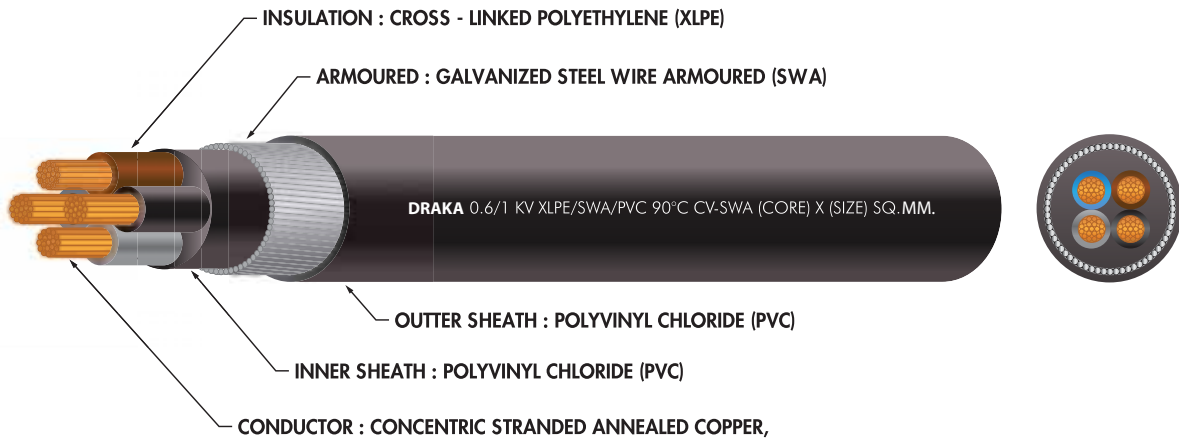 INSULATION : CROSS - LINKED POLYETHYLENE (XLPE)
ARMOURED : GALVANIZED STEEL WIRE ARMOURED (SWA)
DRAKA 0.6/1 KV XLPE/SWA/PVC 90°C CV-SWA (CORE) X (SIZE) SQ.MM.
OUTTER SHEATH : POLYVINYL CHLORIDE (PVC)
INNER SHEATH : POLYVINYL CHLORIDE (PVC)
CONDUCTOR : CONCENTRIC STRANDED ANNEALED COPPER,